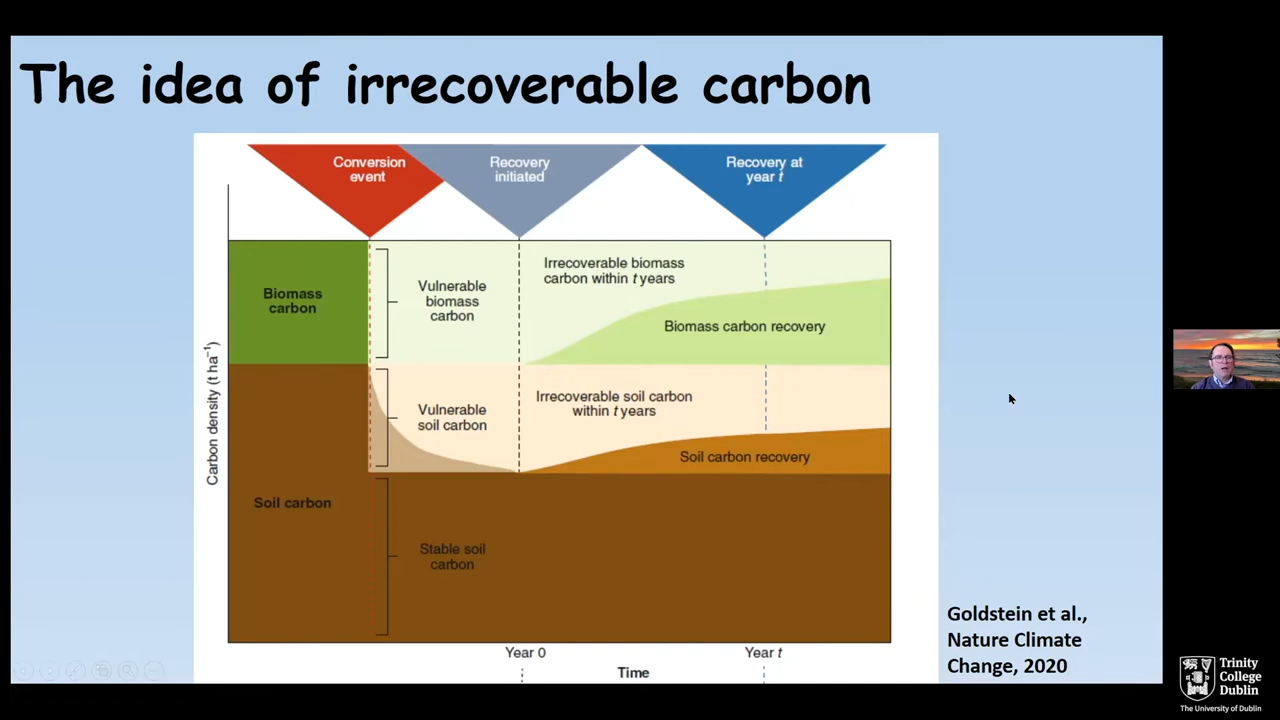 The idea of irrecoverable carbon
Conversion
event
Recovery
initiated
Recovery at
year t
Carbon density (t ha⁻¹)
Biomass
carbon
Vulnerable
biomass
carbon
Irrecoverable biomass
carbon within t years
Biomass carbon recovery
Vulnerable
soil carbon
Irrecoverable soil carbon
within t years
Soil carbon recovery
Soil carbon
Stable soil
carbon
Year 0
Year t
Time
Goldstein et al.,
Nature Climate
Change, 2020
Trinity
College
Dublin
The University of Dublin